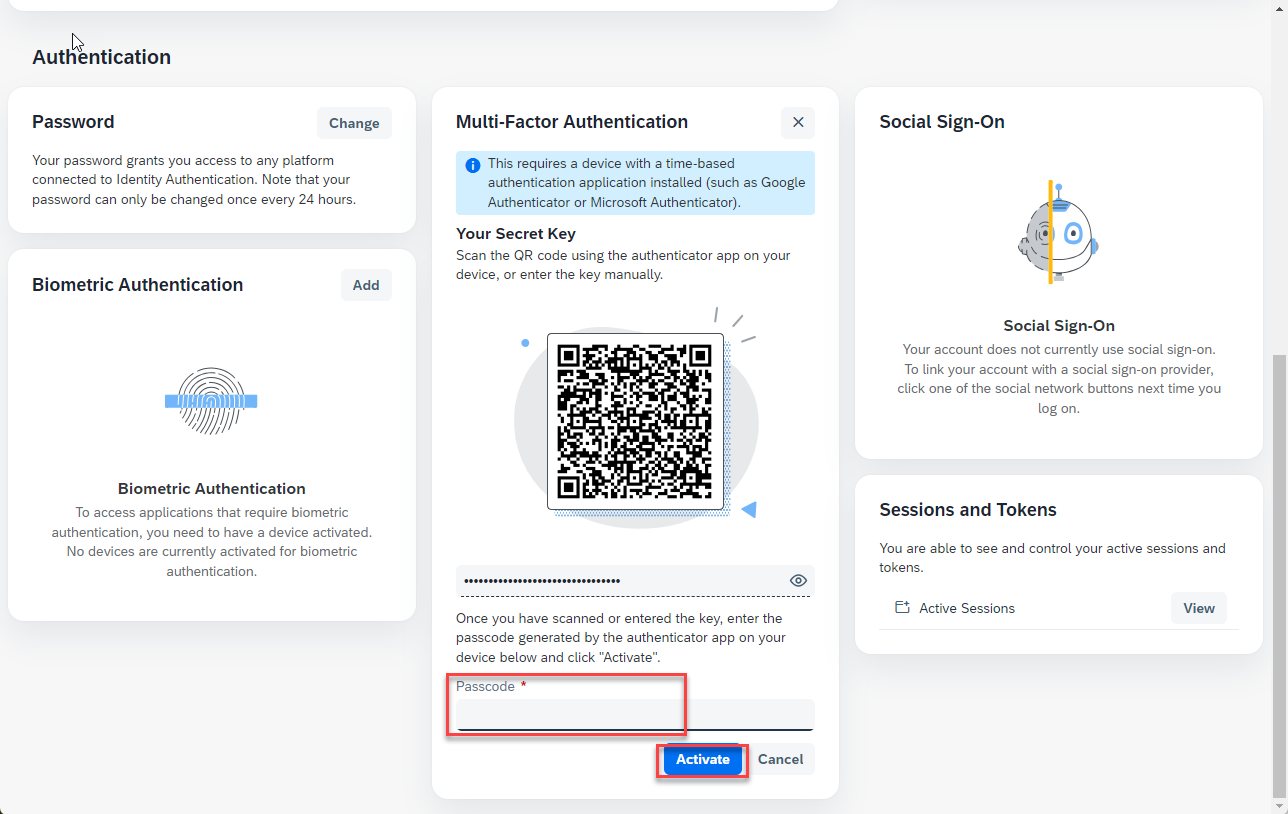 Authentication
Password
Change
Your password grants you access to any platform
connected to Identity Authentication. Note that your
password can only be changed once every 24 hours.
Biometric Authentication
Add
Biometric Authentication
To access applications that require biometric
authentication, you need to have a device activated.
No devices are currently activated for biometric
authentication.
Multi-Factor Authentication
This requires a device with a time-based
authentication application installed (such as Google
Authenticator or Microsoft Authenticator).
Your Secret Key
Scan the QR code using the authenticator app on your
device, or enter the key manually.
••••••••••••••••••••••••••••••••
Once you have scanned or entered the key, enter the
passcode generated by the authenticator app on your
device below and click "Activate".
Passcode *
Activate
Cancel
Social Sign-On
Social Sign-On
Your account does not currently use social sign-on.
To link your account with a social sign-on provider,
click one of the social network buttons next time you
log on.
Sessions and Tokens
You are able to see and control your active sessions and
tokens.
Active Sessions
View